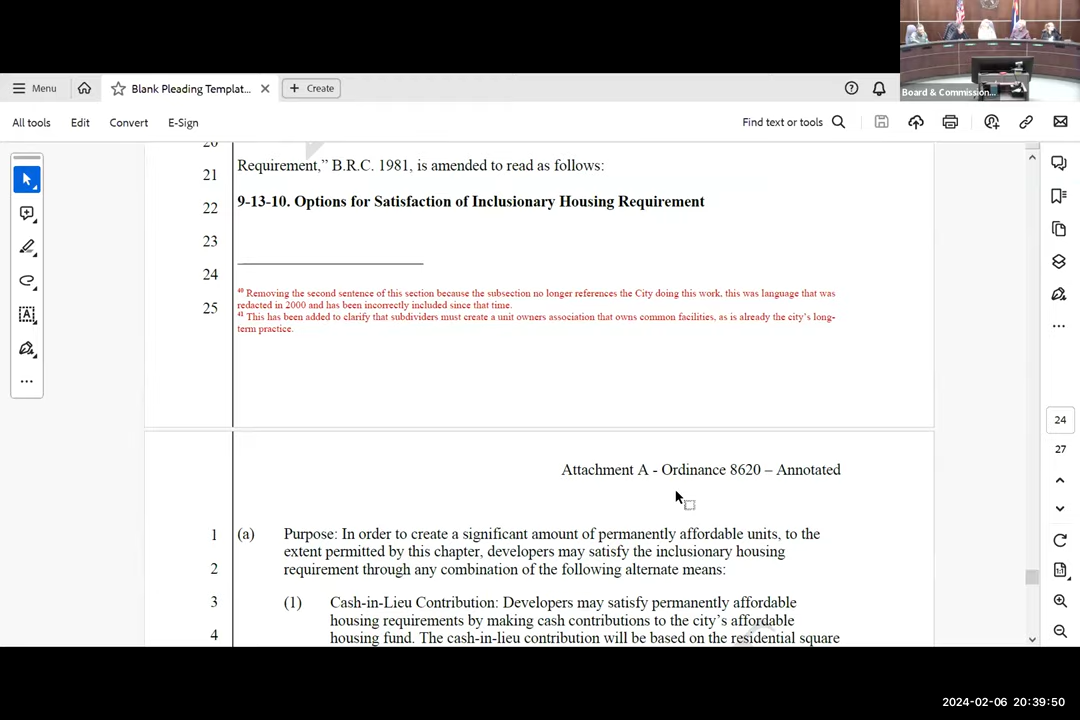 Board & Commission...
Menu
Blank Pleading Templat...
Create
All tools
Edit
Convert
E-Sign
Find text or tools
20
21
Requirement,” B.R.C. 1981, is amended to read as follows:
22
9-13-10. Options for Satisfaction of Inclusionary Housing Requirement
23
24
25
40 Removing the second sentence of this section because the subsection no longer references the City doing this work, this was language that was
redacted in 2000 and has been incorrectly included since that time.
41 This has been added to clarify that subdividers must create a unit owners association that owns common facilities, as is already the city’s long-
term practice.
24
27
Attachment A - Ordinance 8620 – Annotated
1
(a) Purpose: In order to create a significant amount of permanently affordable units, to the
extent permitted by this chapter, developers may satisfy the inclusionary housing
2
requirement through any combination of the following alternate means:
3
(1) Cash-in-Lieu Contribution: Developers may satisfy permanently affordable
housing requirements by making cash contributions to the city’s affordable
4
housing fund. The cash-in-lieu contribution will be based on the residential square
2024-02-06 20:39:50